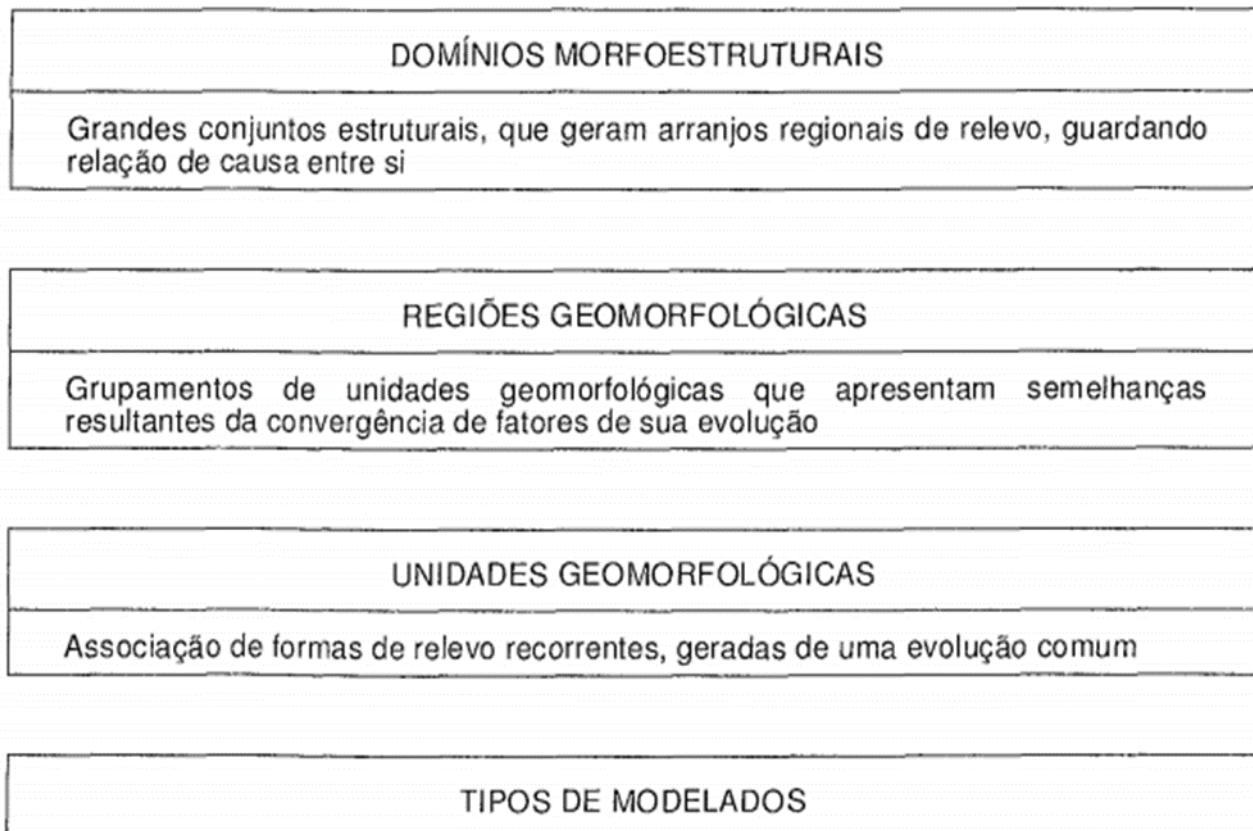 DOMÍNIOS MORFOESTRUTURAIS
Grandes conjuntos estruturais, que geram arranjos regionais de relevo, guardando
relação de causa entre si
REGIÕES GEOMORFOLÓGICAS
Grupamentos de unidades geomorfológicas que apresentam semelhanças
resultantes da convergência de fatores de sua evolução
UNIDADES GEOMORFOLÓGICAS
Associação de formas de relevo recorrentes, geradas de uma evolução comum
TIPOS DE MODELADOS